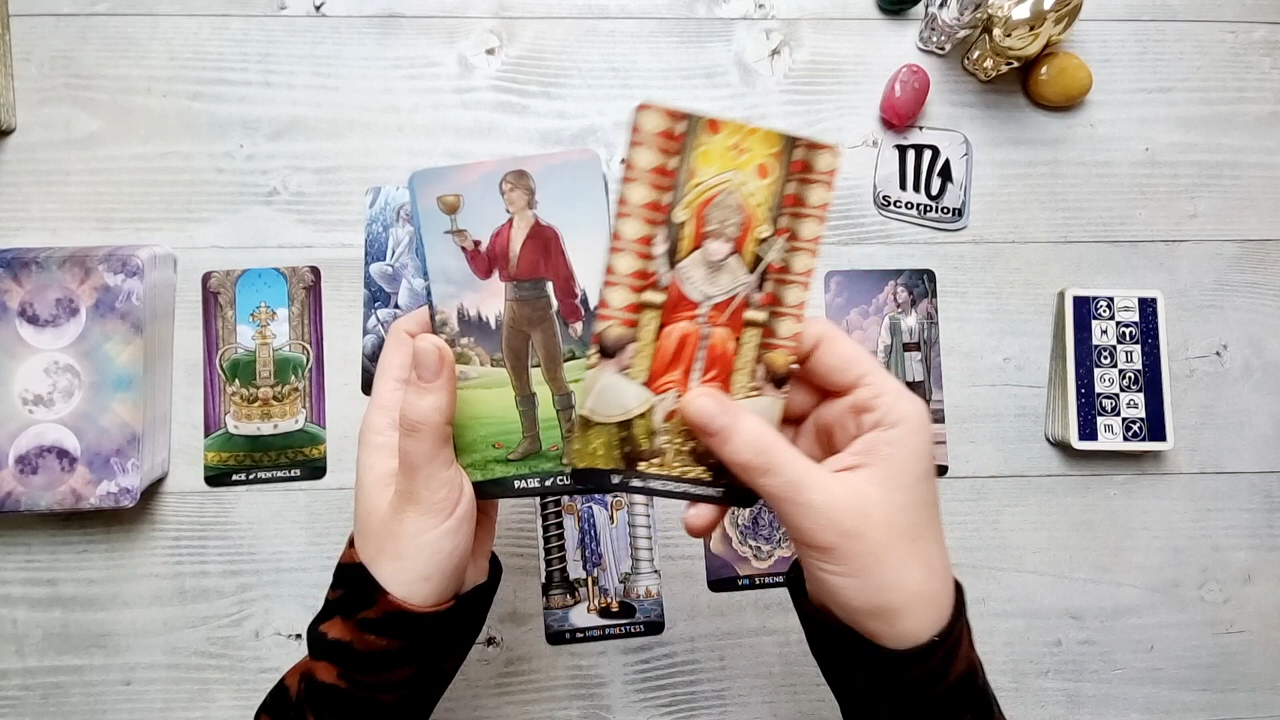 Scorpion
ACE of PENTACLES
PAGE of CU
II the HIGH PRIESTESS
VIII STRENG